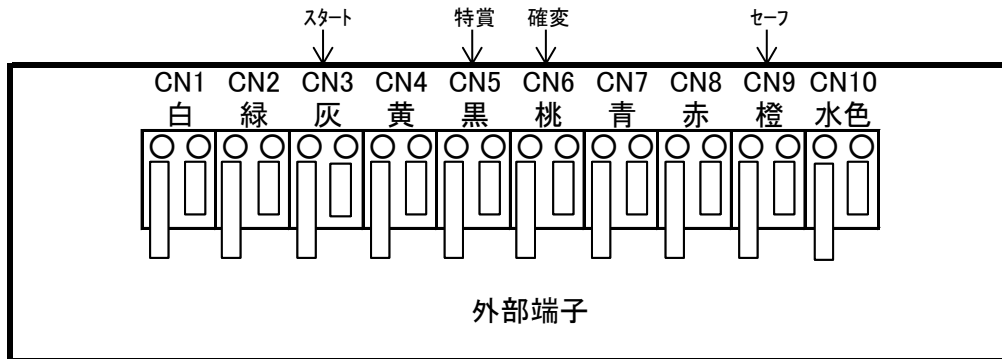 スタート 特賞 確変 セーフ
CN1 CN2 CN3 CN4 CN5 CN6 CN7 CN8 CN9 CN10
白 緑 灰 黄 黒 桃 青 赤 橙 水色
外部端子